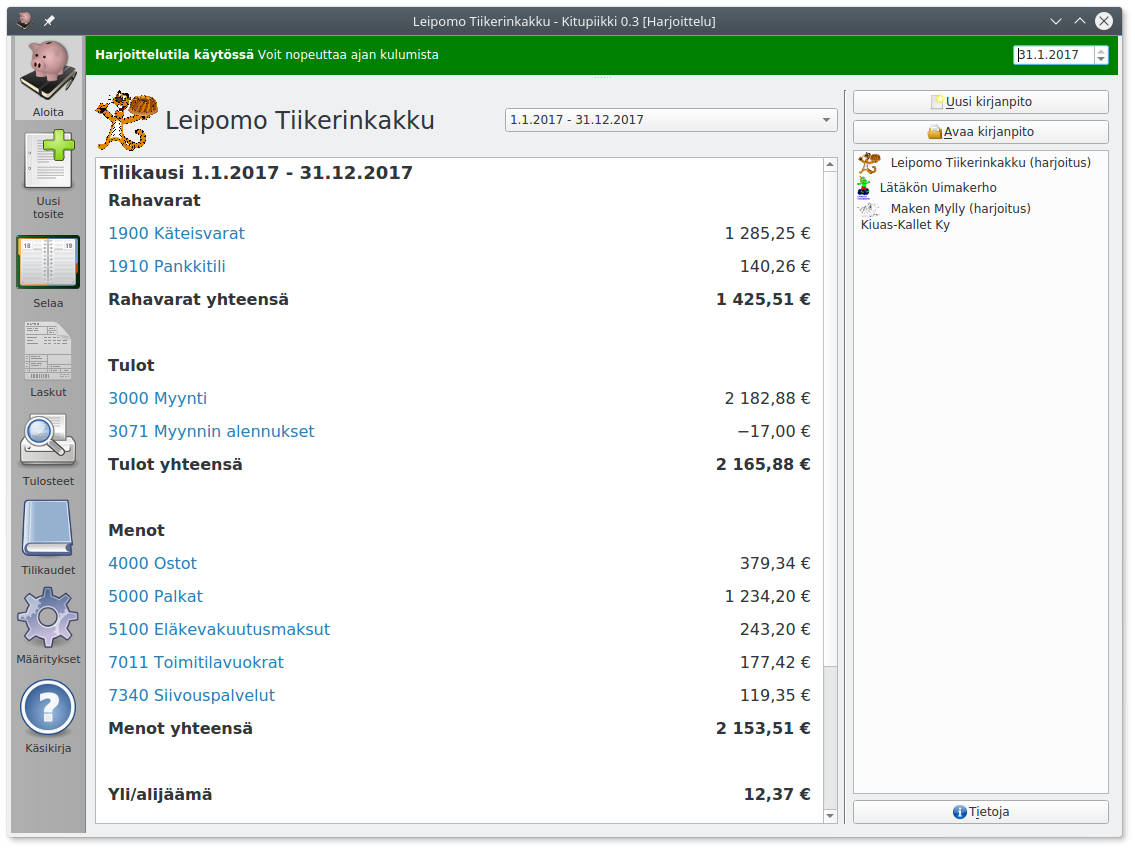 Leipomo Tiikerinkakku - Kitupiikki 0.3 [Harjoittelu]
Harjoittelutila käytössä Voit nopeuttaa ajan kulumista
31.1.2017
Aloita
Uusi
tosite
Selaa
Laskut
Tulosteet
Tilikaudet
Määritykset
Käsikirja
Leipomo Tiikerinkakku
1.1.2017 - 31.12.2017
Tilikausi 1.1.2017 - 31.12.2017
Rahavarat
1900 Käteisvarat 1 285,25 €
1910 Pankkitili 140,26 €
Rahavarat yhteensä 1 425,51 €
Tulot
3000 Myynti 2 182,88 €
3071 Myynnin alennukset −17,00 €
Tulot yhteensä 2 165,88 €
Menot
4000 Ostot 379,34 €
5000 Palkat 1 234,20 €
5100 Eläkevakuutusmaksut 243,20 €
7011 Toimitilavuokrat 177,42 €
7340 Siivouspalvelut 119,35 €
Menot yhteensä 2 153,51 €
Yli/alijäämä 12,37 €
Uusi kirjanpito
Avaa kirjanpito
Leipomo Tiikerinkakku (harjoitus)
Lätäkön Uimakerho
Maken Mylly (harjoitus)
Kiuas-Kallet Ky
Tietoja